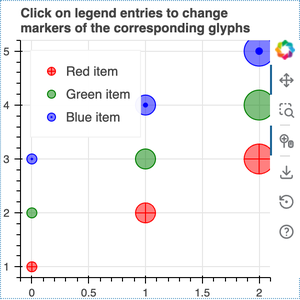 Click on legend entries to change
markers of the corresponding glyphs
5
Red item
Green item
Blue item
4
3
2
1
0
0.5
1
1.5
2